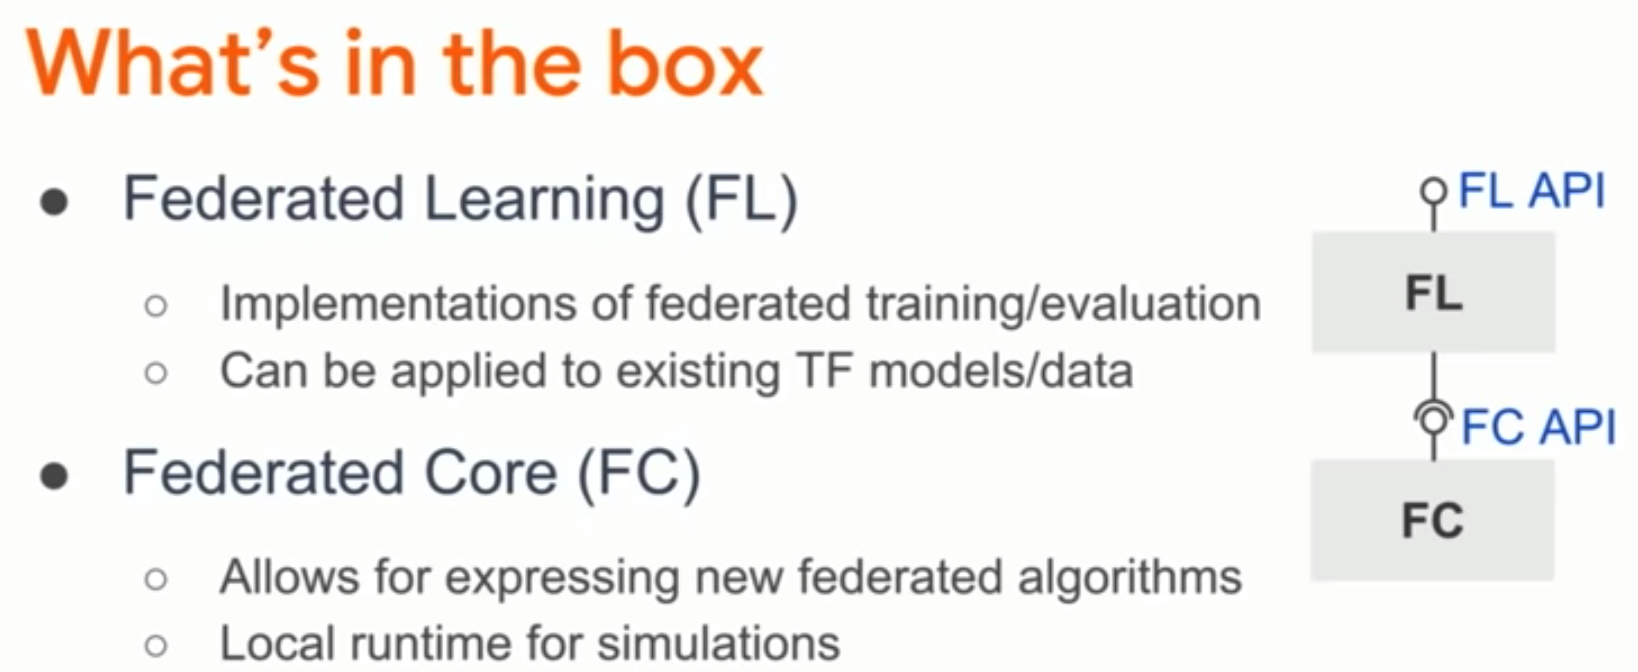 What's in the box
● Federated Learning (FL)
○ Implementations of federated training/evaluation
○ Can be applied to existing TF models/data
● Federated Core (FC)
○ Allows for expressing new federated algorithms
○ Local runtime for simulations
FL API
FL
FC API
FC